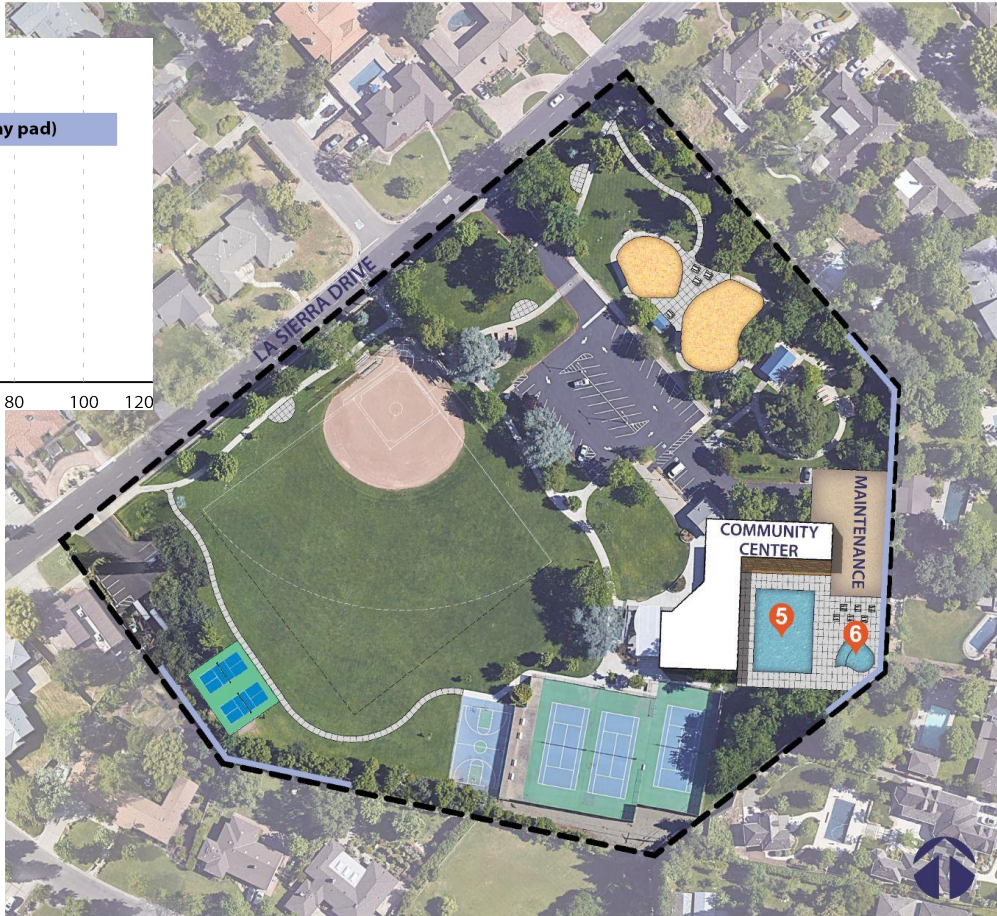 ay pad)
80 100 120
LA SIERRA DRIVE
MAINTENANCE
COMMUNITY
CENTER
5
6